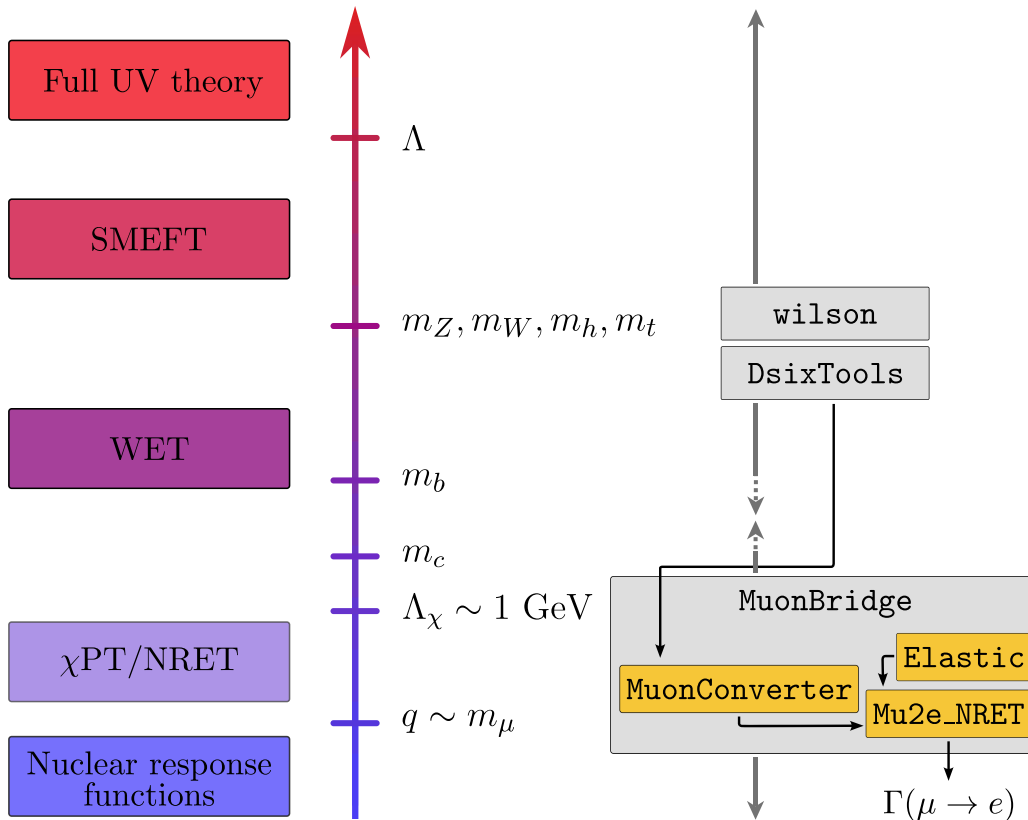 Full UV theory
Λ
SMEFT
m_Z, m_W, m_h, m_t
WET
m_b
m_c
Λ_χ ∼ 1 GeV
χPT/NRET
q ∼ m_μ
Nuclear response
functions
wilson
DsixTools
MuonBridge
Elastic
MuonConverter
Mu2e_NRET
Γ(μ → e)